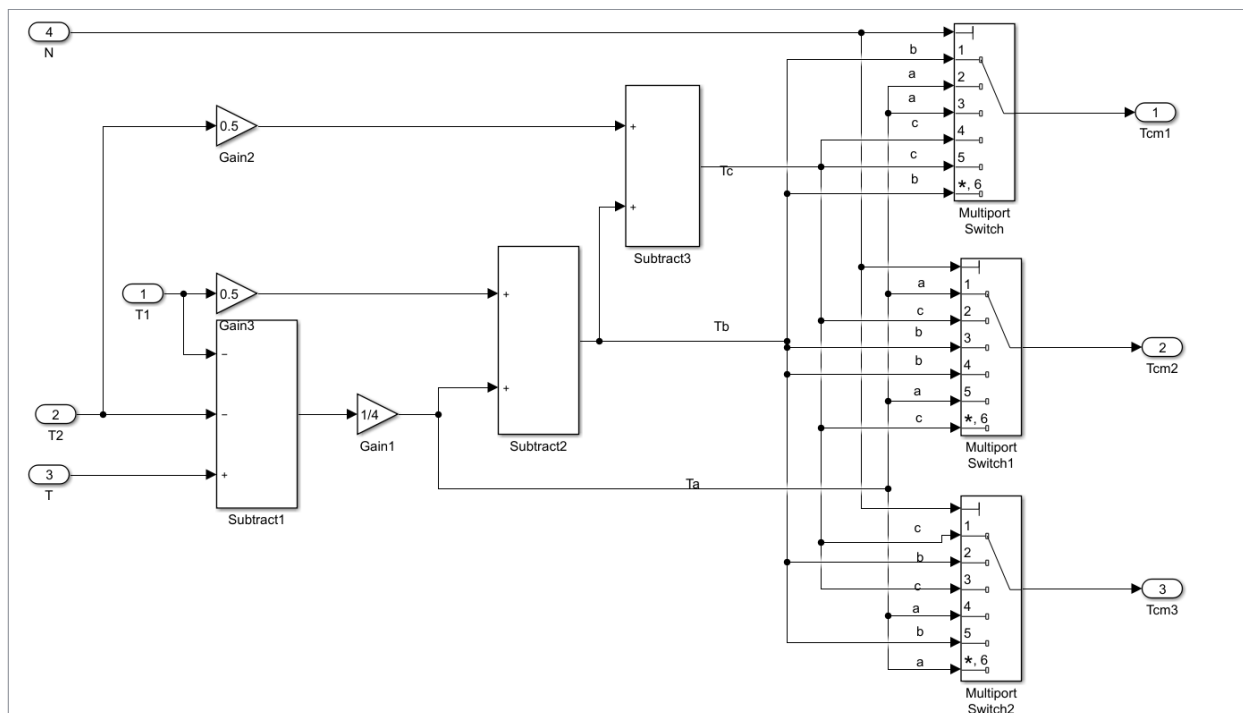 4
N
b
1
a
2
a
3
c
4
c
5
b
*, 6
Multiport
Switch
1
Tcm1
0.5
Gain2
+
+
Tc
Subtract3
1
T1
0.5
Gain3
+
+
Subtract2
Tb
a
1
c
2
b
3
b
4
a
5
c
*, 6
Multiport
Switch1
2
Tcm2
2
T2
3
T
−
−
+
Subtract1
1/4
Gain1
Ta
c
1
b
2
c
3
a
4
b
5
a
*, 6
Multiport
Switch2
3
Tcm3